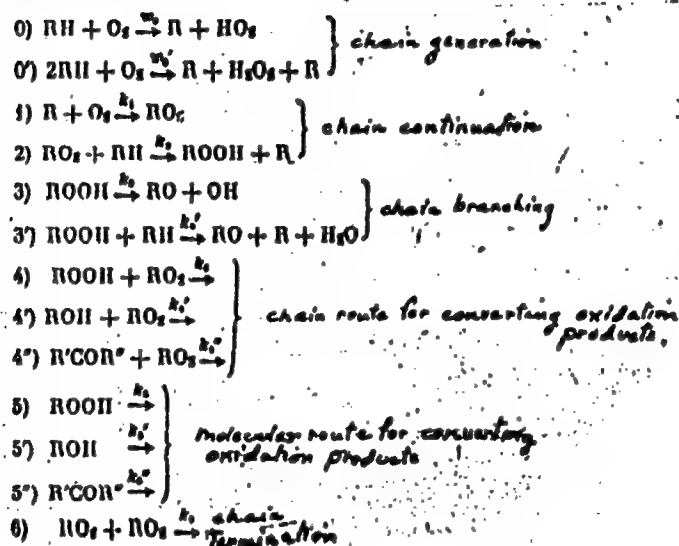 0) RH + O₂ →(w₀) R + HO₂
0') 2RH + O₂ →(w₀') R + H₂O₂ + R
} chain generation
1) R + O₂ →(k₁) RO₂
2) RO₂ + RH →(k₂) ROOH + R
} chain continuation
3) ROOH →(k₃) RO + OH
3') ROOH + RH →(k₃') RO + R + H₂O
} chain branching
4) ROOH + RO₂ →(k₄)
4') ROH + RO₂ →(k₄')
4") R'COR" + RO₂ →(k₄")
} chain route for converting oxidation
products.
5) ROOH →(k₅)
5') ROH →(k₅')
5") R'COR" →(k₅")
} molecular route for converting
oxidation products
6) RO₂ + RO₂ →(k₆) chain
termination